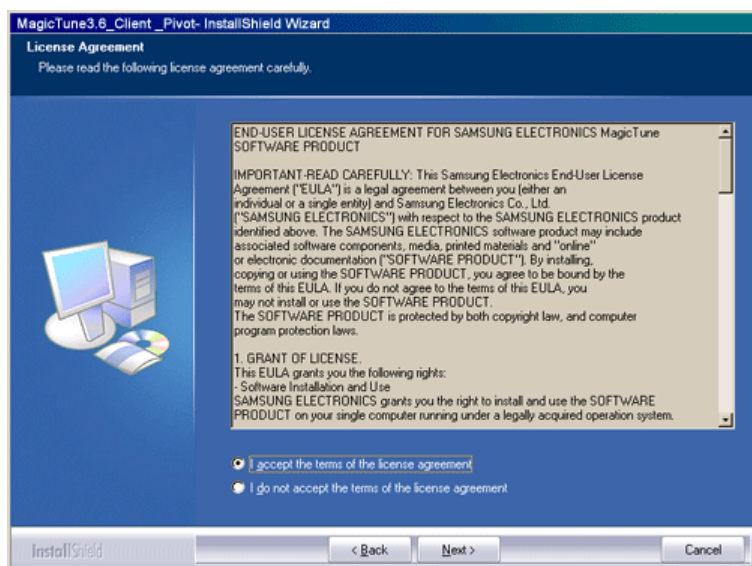 MagicTune3.6_Client _Pivot- InstallShield Wizard
License Agreement
Please read the following license agreement carefully.
END-USER LICENSE AGREEMENT FOR SAMSUNG ELECTRONICS MagicTune
SOFTWARE PRODUCT
IMPORTANT-READ CAREFULLY: This Samsung Electronics End-User License
Agreement ("EULA") is a legal agreement between you (either an
individual or a single entity) and Samsung Electronics Co., Ltd.
("SAMSUNG ELECTRONICS") with respect to the SAMSUNG ELECTRONICS product
identified above. The SAMSUNG ELECTRONICS software product may include
associated software components, media, printed materials and "online"
or electronic documentation ("SOFTWARE PRODUCT"). By installing,
copying or using the SOFTWARE PRODUCT, you agree to be bound by the
terms of this EULA. If you do not agree to the terms of this EULA, you
may not install or use the SOFTWARE PRODUCT.
The SOFTWARE PRODUCT is protected by both copyright law, and computer
program protection laws.
1. GRANT OF LICENSE.
This EULA grants you the following rights:
- Software Installation and Use
SAMSUNG ELECTRONICS grants you the right to install and use the SOFTWARE
PRODUCT on your single computer running under a legally acquired operation system.
I accept the terms of the license agreement
I do not accept the terms of the license agreement
InstallShield
< Back
Next >
Cancel